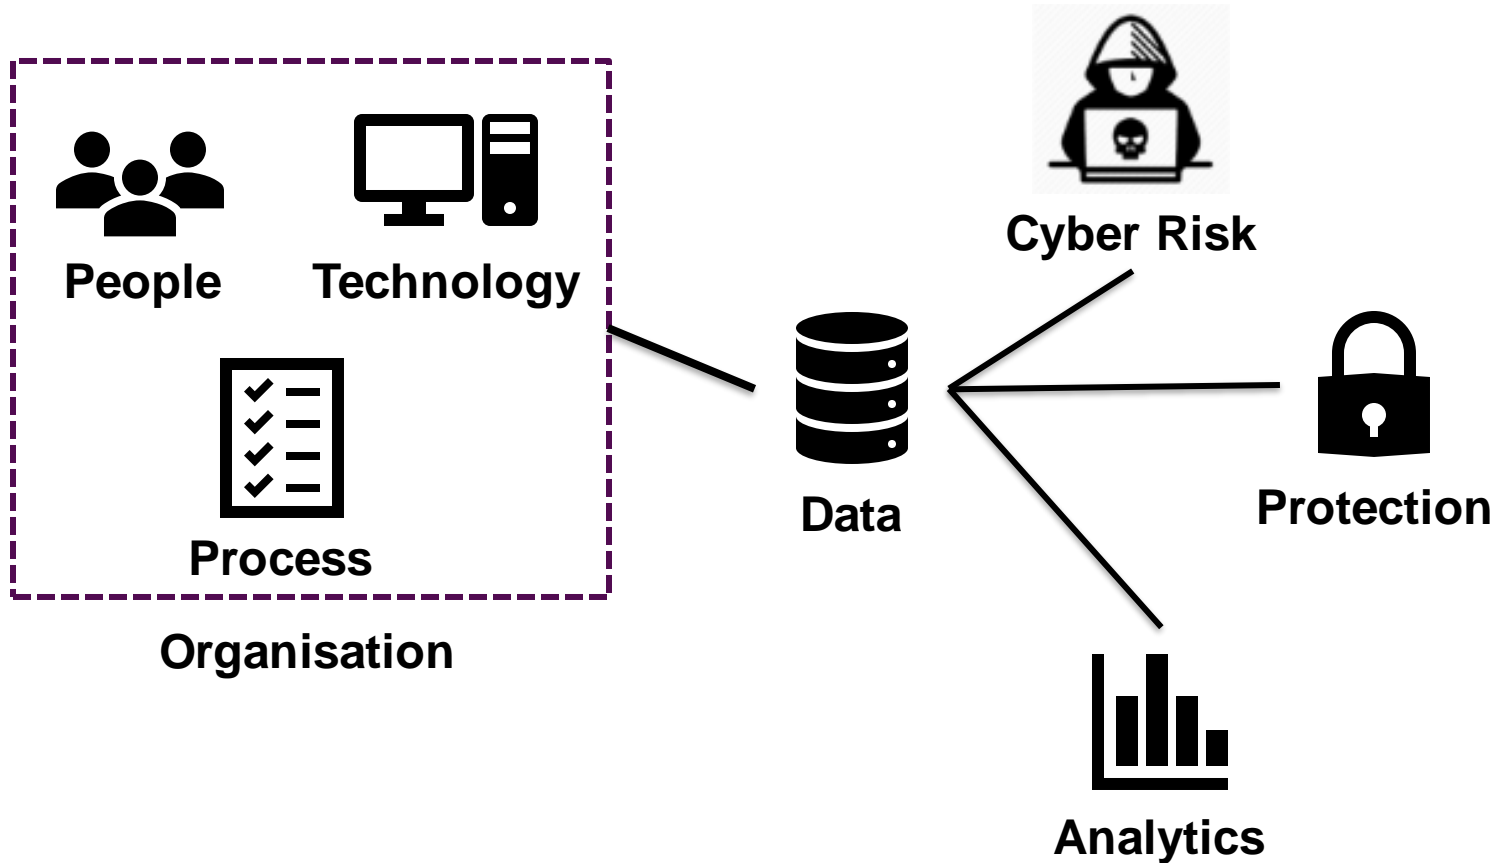 People
Technology
Process
Organisation
Data
Cyber Risk
Protection
Analytics